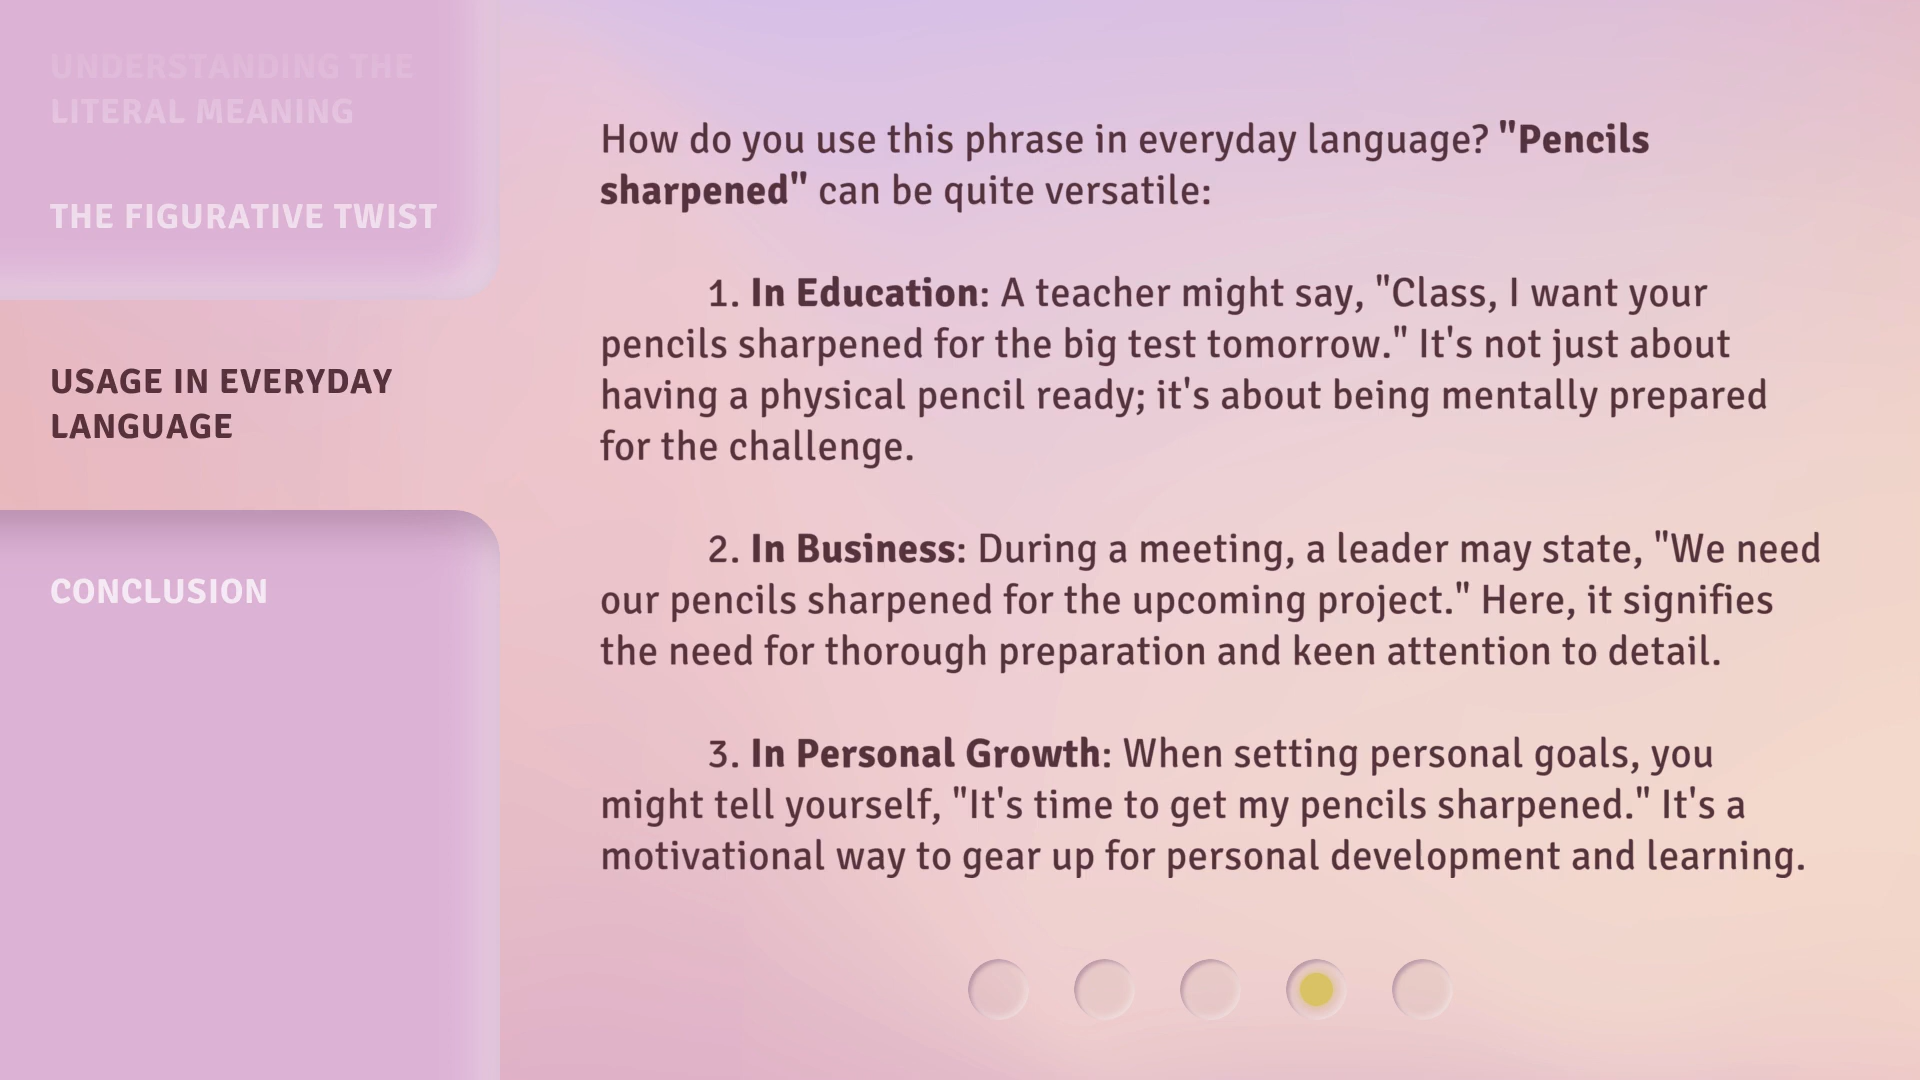 UNDERSTANDING THE
LITERAL MEANING
THE FIGURATIVE TWIST
USAGE IN EVERYDAY
LANGUAGE
CONCLUSION
How do you use this phrase in everyday language? "Pencils
sharpened" can be quite versatile:
1. In Education: A teacher might say, "Class, I want your
pencils sharpened for the big test tomorrow." It's not just about
having a physical pencil ready; it's about being mentally prepared
for the challenge.
2. In Business: During a meeting, a leader may state, "We need
our pencils sharpened for the upcoming project." Here, it signifies
the need for thorough preparation and keen attention to detail.
3. In Personal Growth: When setting personal goals, you
might tell yourself, "It's time to get my pencils sharpened." It's a
motivational way to gear up for personal development and learning.